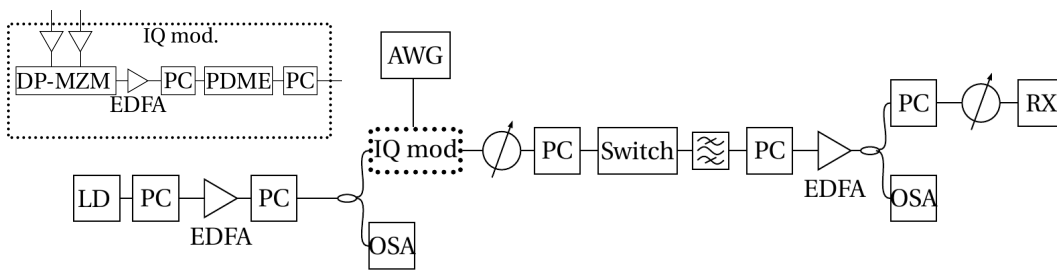 IQ mod.
DP-MZM
PC
PDME
PC
EDFA
AWG
IQ mod
PC
Switch
PC
EDFA
PC
RX
OSA
LD
PC
EDFA
PC
OSA